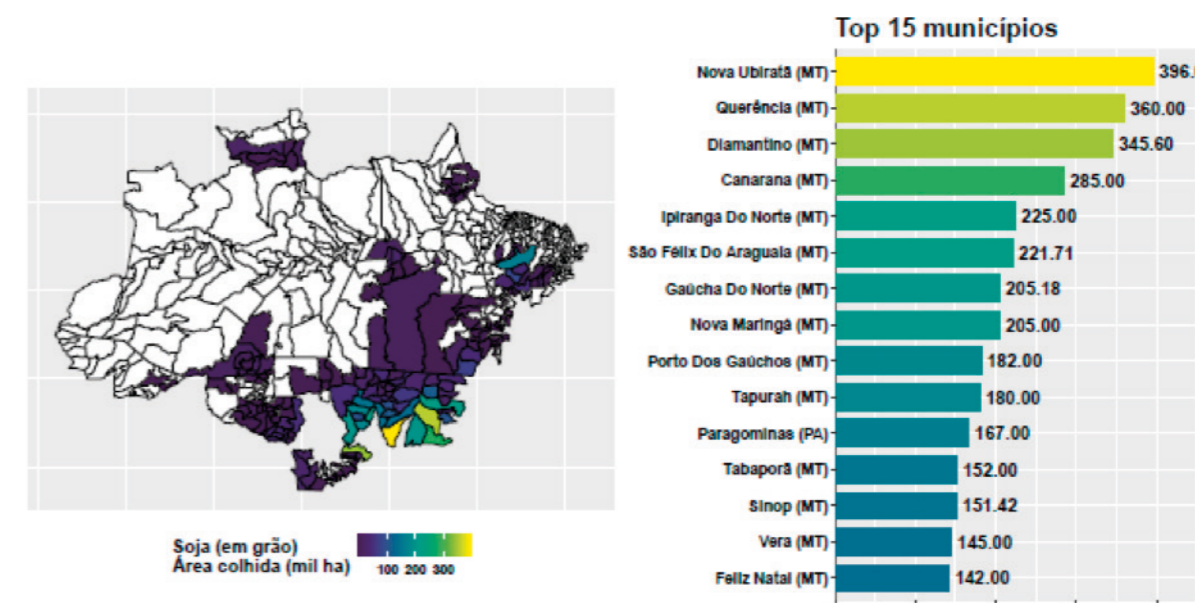 Top 15 municípios
Nova Ubiratã (MT) 396.
Querência (MT) 360.00
Diamantino (MT) 345.60
Canarana (MT) 285.00
Ipiranga Do Norte (MT) 225.00
São Félix Do Araguaia (MT) 221.71
Gaúcha Do Norte (MT) 205.18
Nova Maringá (MT) 205.00
Porto Dos Gaúchos (MT) 182.00
Tapurah (MT) 180.00
Paragominas (PA) 167.00
Tabaporã (MT) 152.00
Sinop (MT) 151.42
Vera (MT) 145.00
Feliz Natal (MT) 142.00
Soja (em grão)
Área colhida (mil ha)
100 200 300